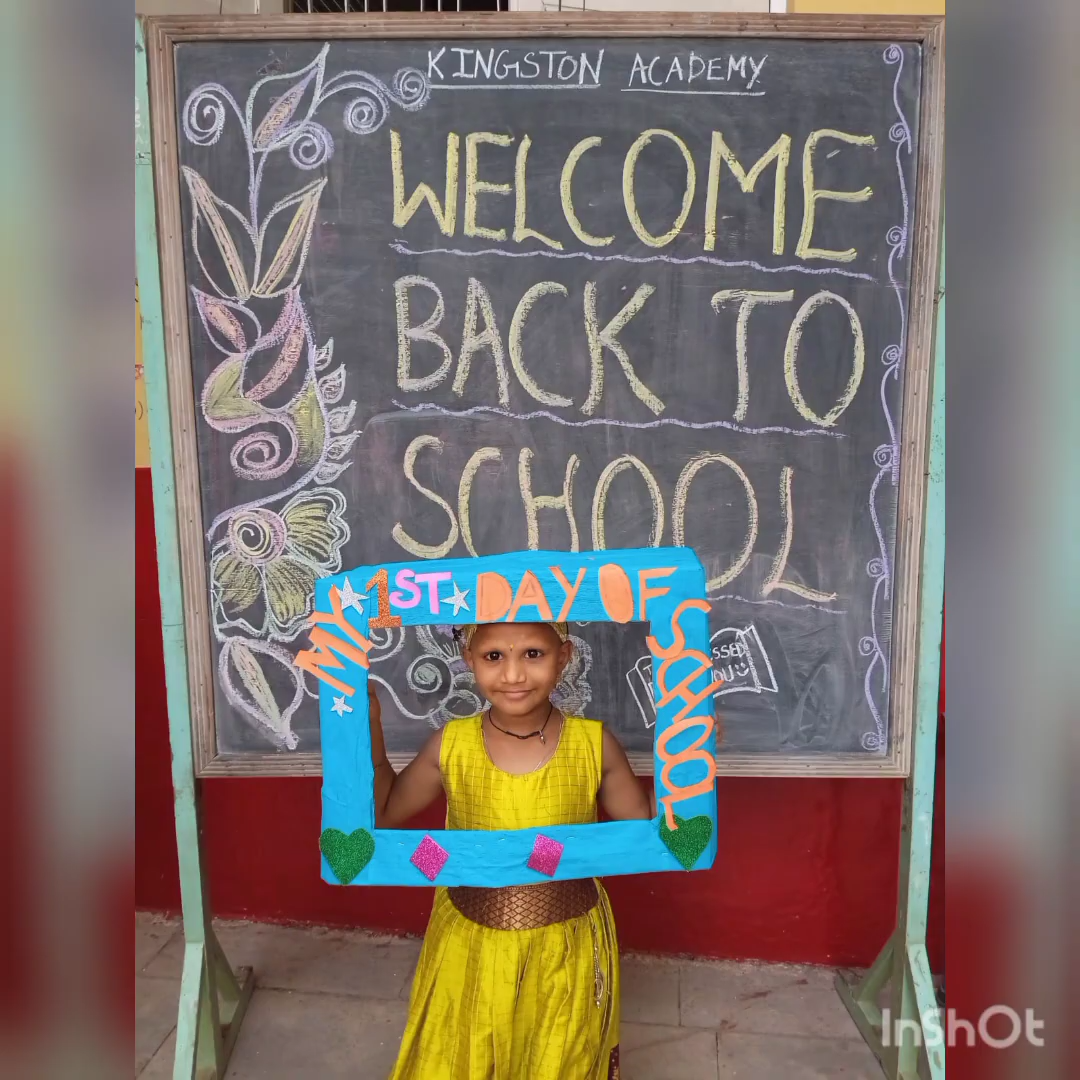 KINGSTON ACADEMY
WELCOME
BACK TO
SCHOOL
MY 1ST DAY OF SCHOOL
InShOt